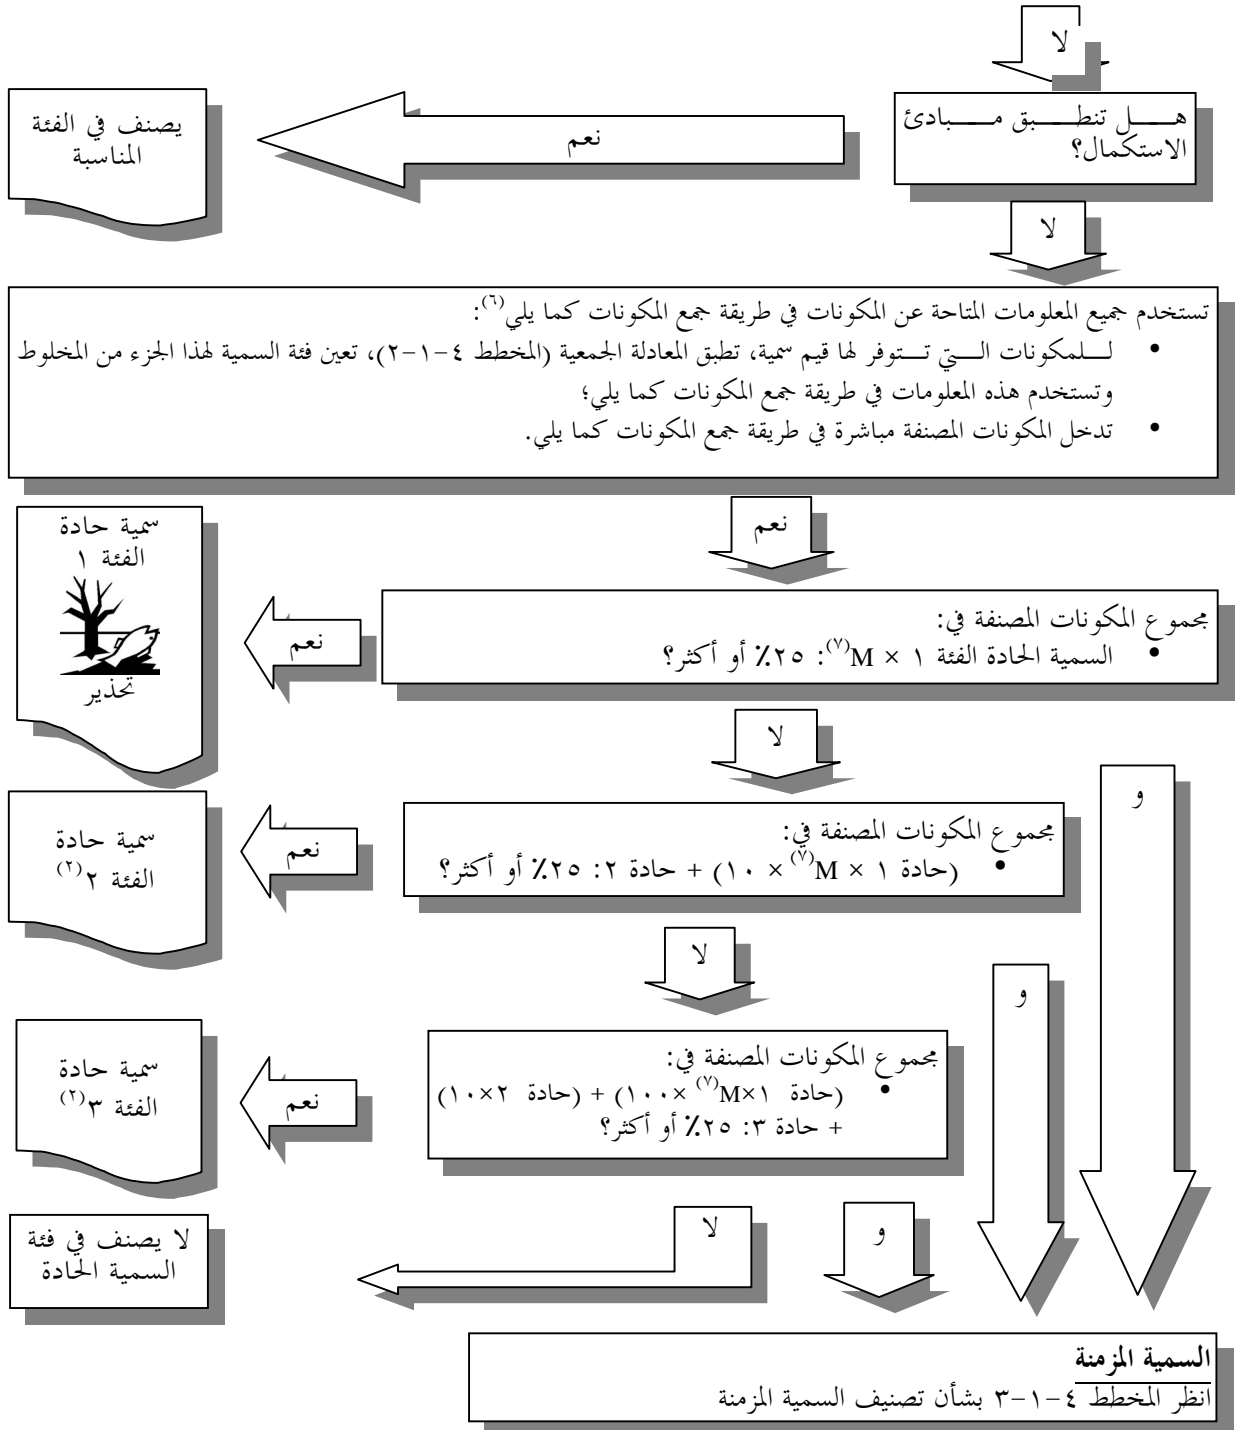 لا
هل تنطبق مبادئ
الاستكمال؟
نعم
يصنف في الفئة
المناسبة
لا
تستخدم جميع المعلومات المتاحة عن المكونات في طريقة جمع المكونات كما يلي(٦):
• للمكونات التي تتوفر لها قيم سمية، تطبق المعادلة الجمعية (المخطط ٤-١-٢)، تعين فئة السمية لهذا الجزء من المخلوط
وتستخدم هذه المعلومات في طريقة جمع المكونات كما يلي؛
• تدخل المكونات المصنفة مباشرة في طريقة جمع المكونات كما يلي.
نعم
مجموع المكونات المصنفة في:
• السمية الحادة الفئة ١ × M(٧): ٢٥٪ أو أكثر؟
نعم
سمية حادة
الفئة ١
تحذير
لا
و
مجموع المكونات المصنفة في:
• (حادة ١ × M(٧) × ١٠) + حادة ٢: ٢٥٪ أو أكثر؟
نعم
سمية حادة
الفئة ٢(٢)
لا
و
مجموع المكونات المصنفة في:
• (حادة ١×M(٧) ×١٠٠) + (حادة ٢×١٠)
+ حادة ٣: ٢٥٪ أو أكثر؟
نعم
سمية حادة
الفئة ٣(٢)
و
لا
لا يصنف في فئة
السمية الحادة
السمية المزمنة
انظر المخطط ٤-١-٣ بشأن تصنيف السمية المزمنة